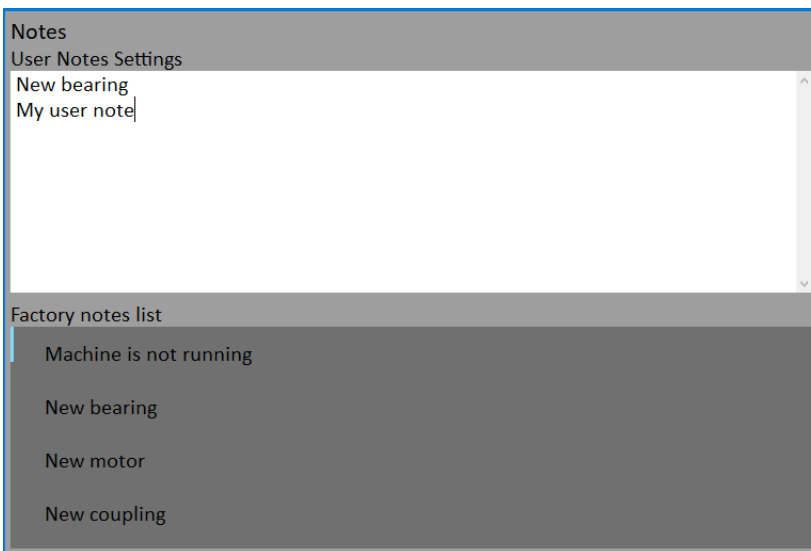 Notes
User Notes Settings
New bearing
My user note
Factory notes list
Machine is not running
New bearing
New motor
New coupling